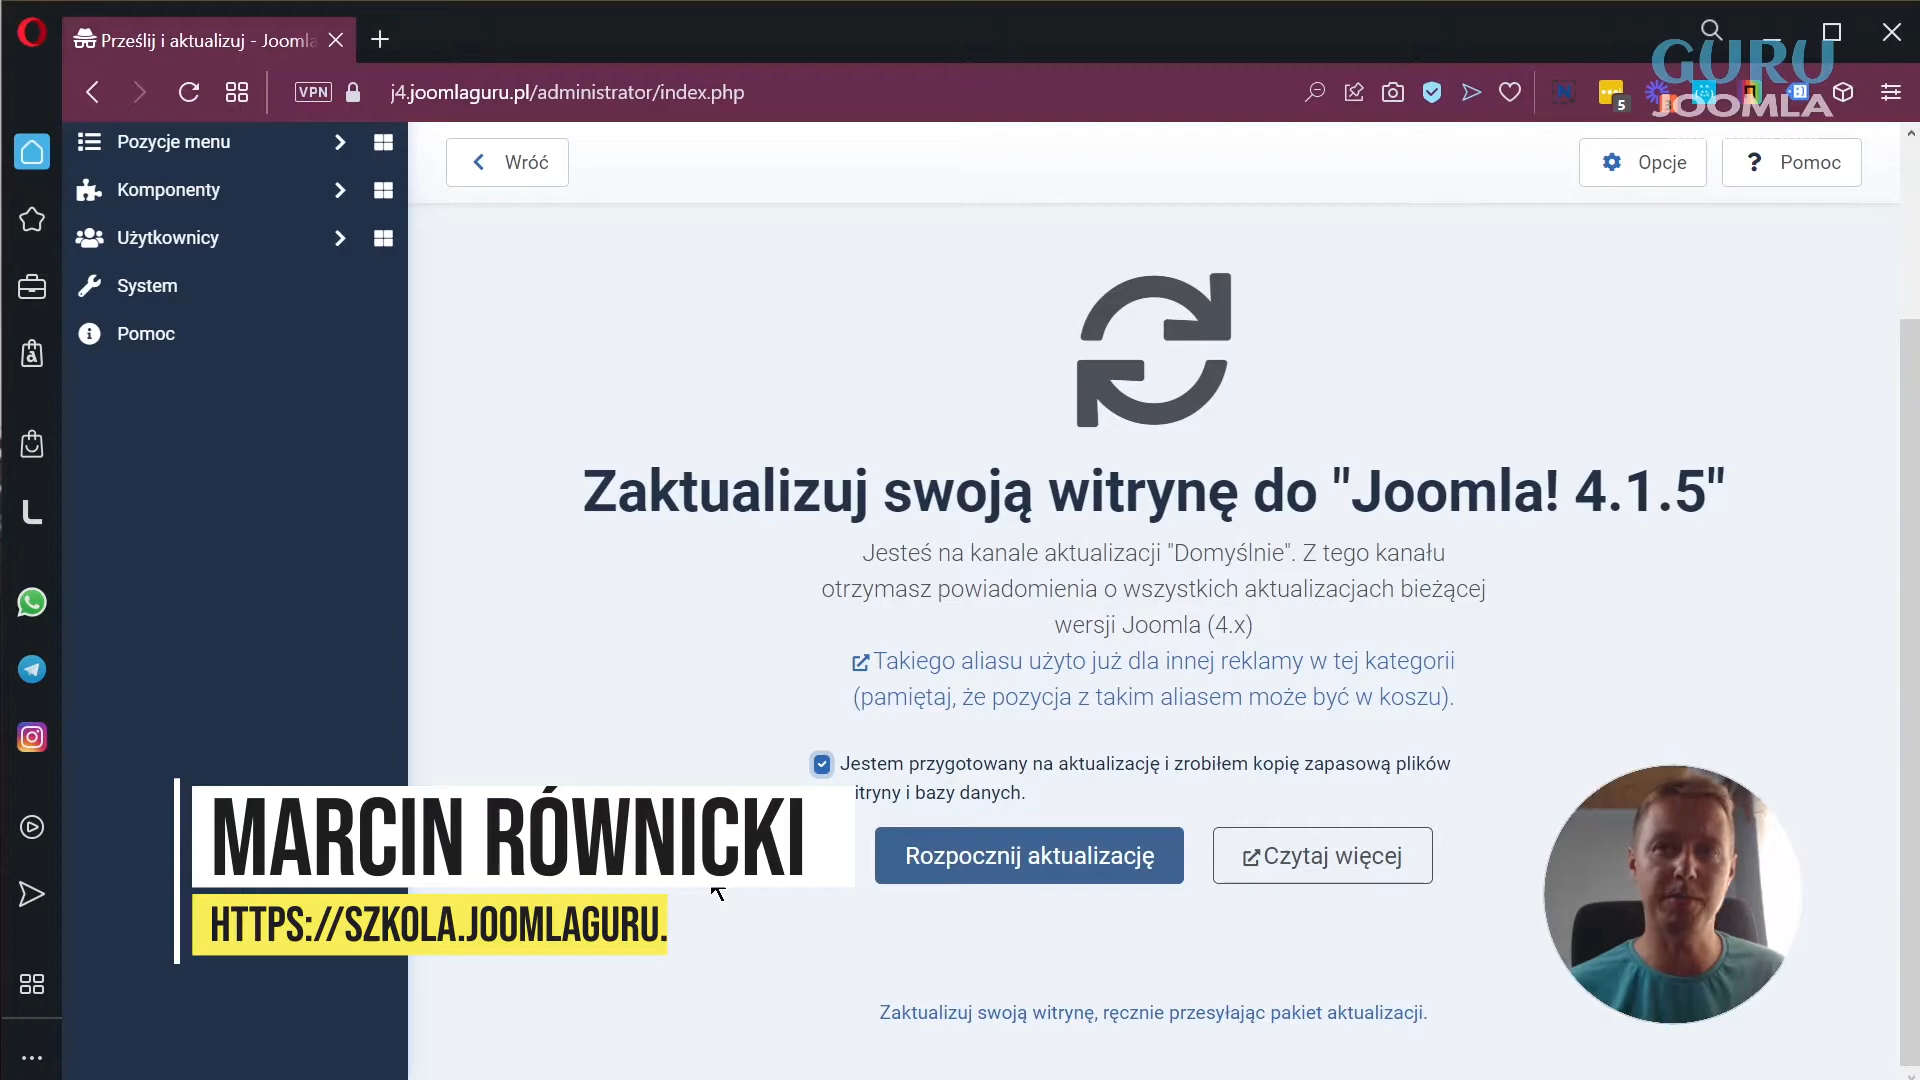 Prześlij i aktualizuj - Joomla
GURU
JOOMLA
VPN
j4.joomlaguru.pl/administrator/index.php
5
Pozycje menu
Komponenty
Użytkownicy
System
Pomoc
Wróć
Opcje
? Pomoc
Zaktualizuj swoją witrynę do "Joomla! 4.1.5"
Jesteś na kanale aktualizacji "Domyślnie". Z tego kanału
otrzymasz powiadomienia o wszystkich aktualizacjach bieżącej
wersji Joomla (4.x)
Takiego aliasu użyto już dla innej reklamy w tej kategorii
(pamiętaj, że pozycja z takim aliasem może być w koszu).
Jestem przygotowany na aktualizację i zrobiłem kopię zapasową plików
itryny i bazy danych.
MARCIN RÓWNICKI
HTTPS://SZKOLA.JOOMLAGURU.
Rozpocznij aktualizację
Czytaj więcej
Zaktualizuj swoją witrynę, ręcznie przesyłając pakiet aktualizacji.